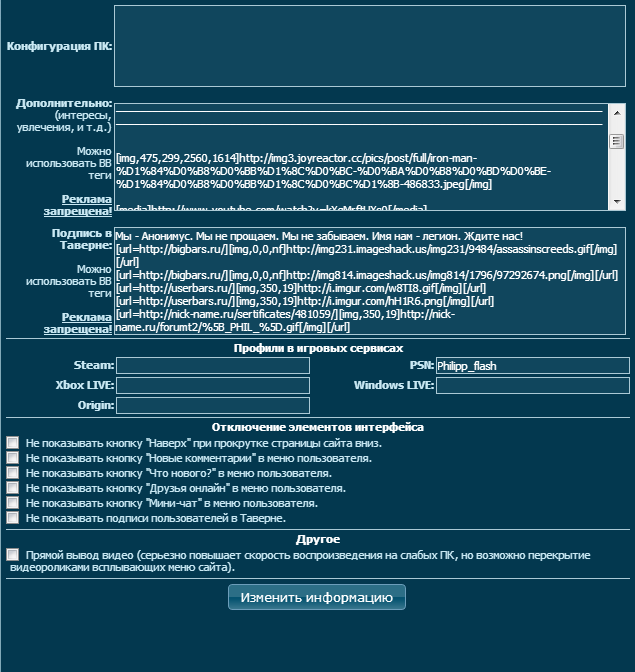 Конфигурация ПК:
Дополнительно:
(интересы,
увлечения, и т.д.)
Можно
использовать BB
теги
Реклама
запрещена!
[img,475,299,2560,1614]http://img3.joyreactor.cc/pics/post/full/iron-man-
%D1%84%D0%B8%D0%BB%D1%8C%D0%BC-%D0%BA%D0%B8%D0%BD%D0%BE-
%D1%84%D0%B8%D0%BB%D1%8C%D0%BC%D1%8B-486833.jpeg[/img]
Подпись в
Таверне:
Можно
использовать BB
теги
Реклама
запрещена!
Мы - Анонимус. Мы не прощаем. Мы не забываем. Имя нам - легион. Ждите нас!
[url=http://bigbars.ru/][img,0,0,nf]http://img231.imageshack.us/img231/9484/assassinscreeds.gif[/img]
[/url]
[url=http://bigbars.ru/][img,0,0,nf]http://img814.imageshack.us/img814/1796/97292674.png[/img][/url]
[url=http://userbars.ru/][img,350,19]http://i.imgur.com/w8TI8.gif[/img][/url]
[url=http://userbars.ru/][img,350,19]http://i.imgur.com/hH1R6.png[/img][/url]
[url=http://nick-name.ru/sertificates/481059/][img,350,19]http://nick-
name.ru/forumt2/%5B_PHIL_%5D.gif[/img][/url]
Профили в игровых сервисах
Steam: PSN: Philipp_flash
Xbox LIVE: Windows LIVE:
Origin:
Отключение элементов интерфейса
Не показывать кнопку "Наверх" при прокрутке страницы сайта вниз.
Не показывать кнопку "Новые комментарии" в меню пользователя.
Не показывать кнопку "Что нового?" в меню пользователя.
Не показывать кнопку "Друзья онлайн" в меню пользователя.
Не показывать кнопку "Мини-чат" в меню пользователя.
Не показывать подписи пользователей в Таверне.
Другое
Прямой вывод видео (серьезно повышает скорость воспроизведения на слабых ПК, но возможно перекрытие
видеороликами всплывающих меню сайта).
Изменить информацию